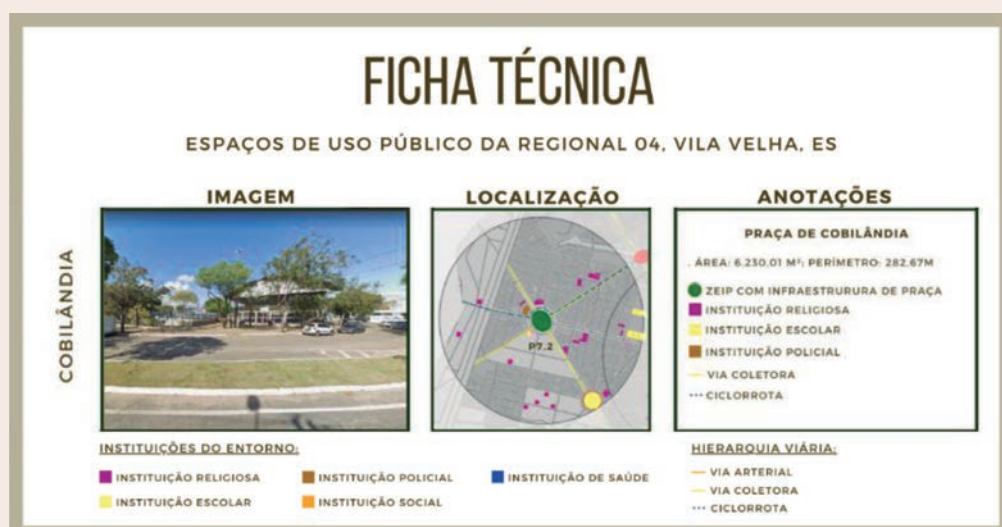 FICHA TÉCNICA
ESPAÇOS DE USO PÚBLICO DA REGIONAL 04, VILA VELHA, ES
IMAGEM
LOCALIZAÇÃO
ANOTAÇÕES
COBILÂNDIA
P7.2
PRAÇA DE COBILÂNDIA
. ÁREA: 6.230,01 M²; PERÍMETRO: 282,67M
ZEIP COM INFRAESTRURURA DE PRAÇA
INSTITUIÇÃO RELIGIOSA
INSTITUIÇÃO ESCOLAR
INSTITUIÇÃO POLICIAL
VIA COLETORA
CICLORROTA
INSTITUIÇÕES DO ENTORNO:
INSTITUIÇÃO RELIGIOSA
INSTITUIÇÃO POLICIAL
INSTITUIÇÃO DE SAÚDE
INSTITUIÇÃO ESCOLAR
INSTITUIÇÃO SOCIAL
HIERARQUIA VIÁRIA:
VIA ARTERIAL
VIA COLETORA
CICLORROTA